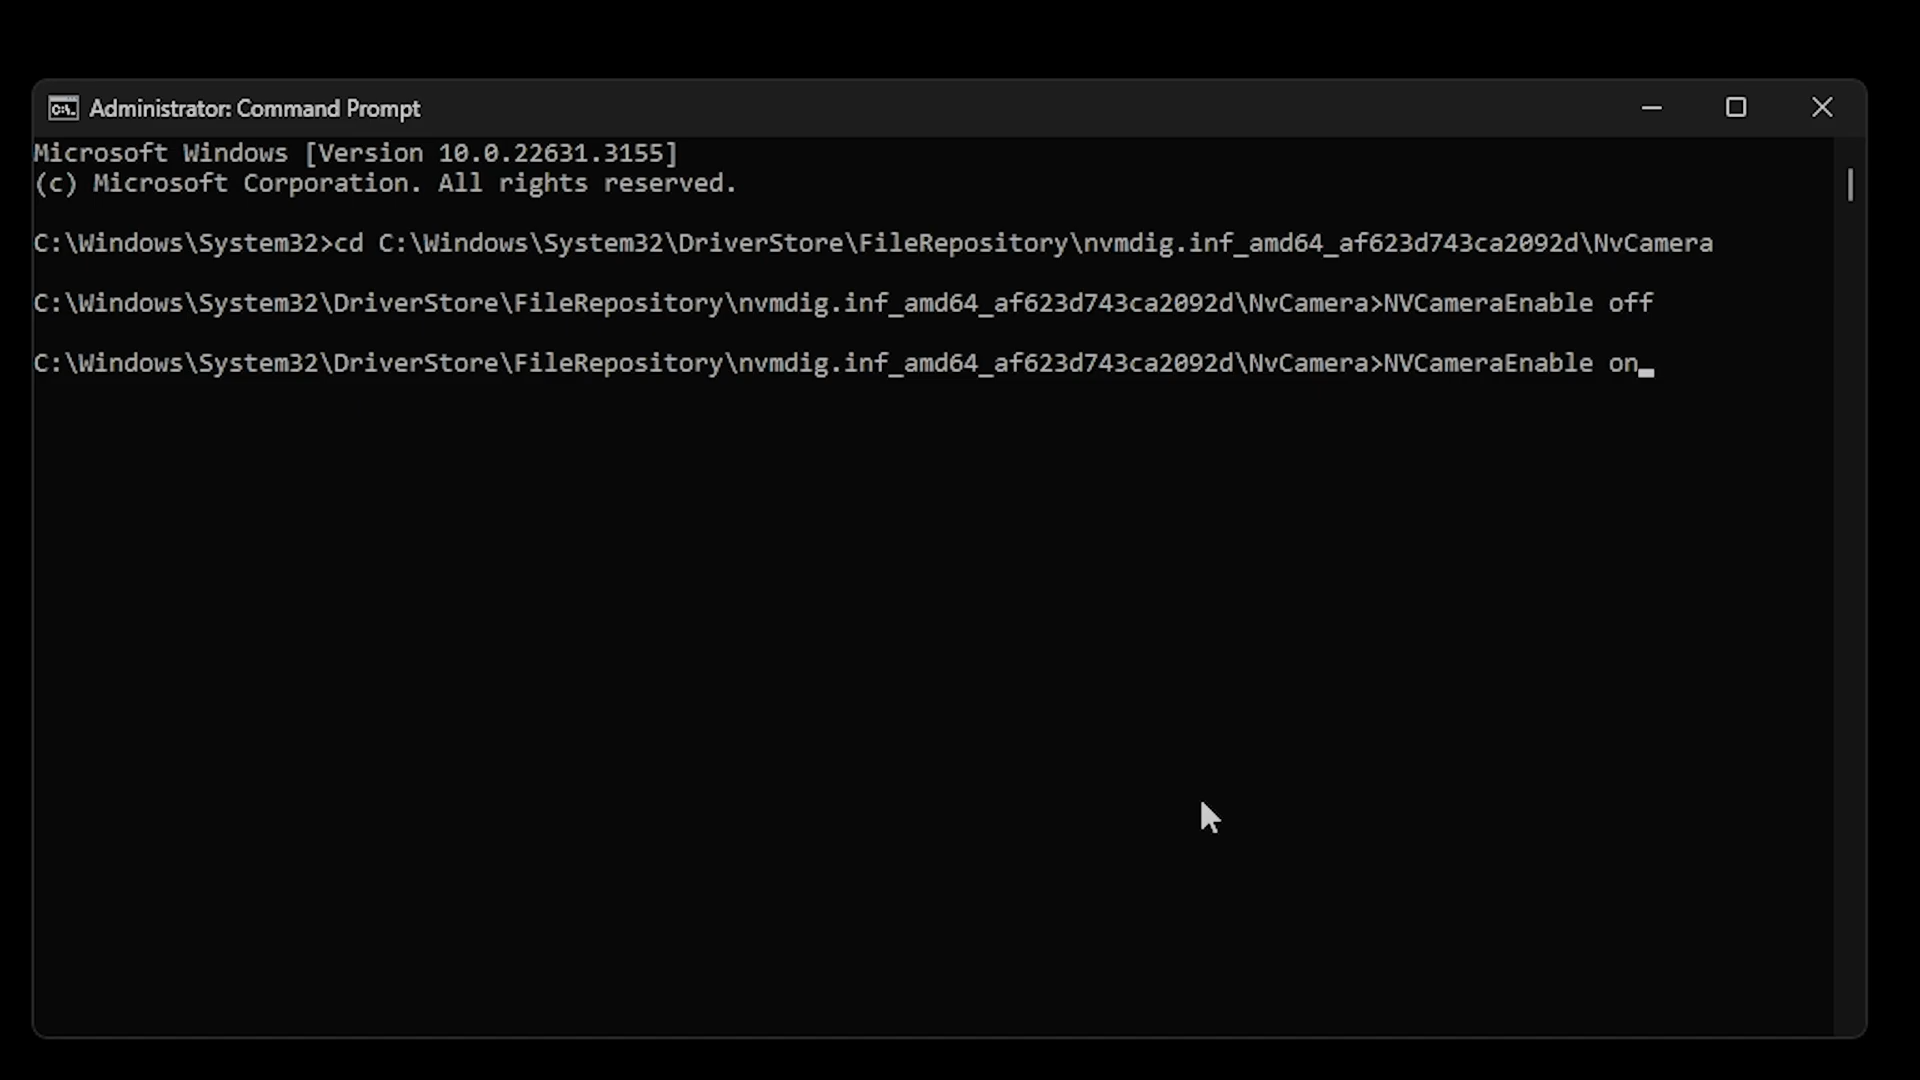 Administrator: Command Prompt
Microsoft Windows [Version 10.0.22631.3155]
(c) Microsoft Corporation. All rights reserved.
C:\Windows\System32>cd C:\Windows\System32\DriverStore\FileRepository\nvmdig.inf_amd64_af623d743ca2092d\NvCamera
C:\Windows\System32\DriverStore\FileRepository\nvmdig.inf_amd64_af623d743ca2092d\NvCamera>NVCameraEnable off
C:\Windows\System32\DriverStore\FileRepository\nvmdig.inf_amd64_af623d743ca2092d\NvCamera>NVCameraEnable on